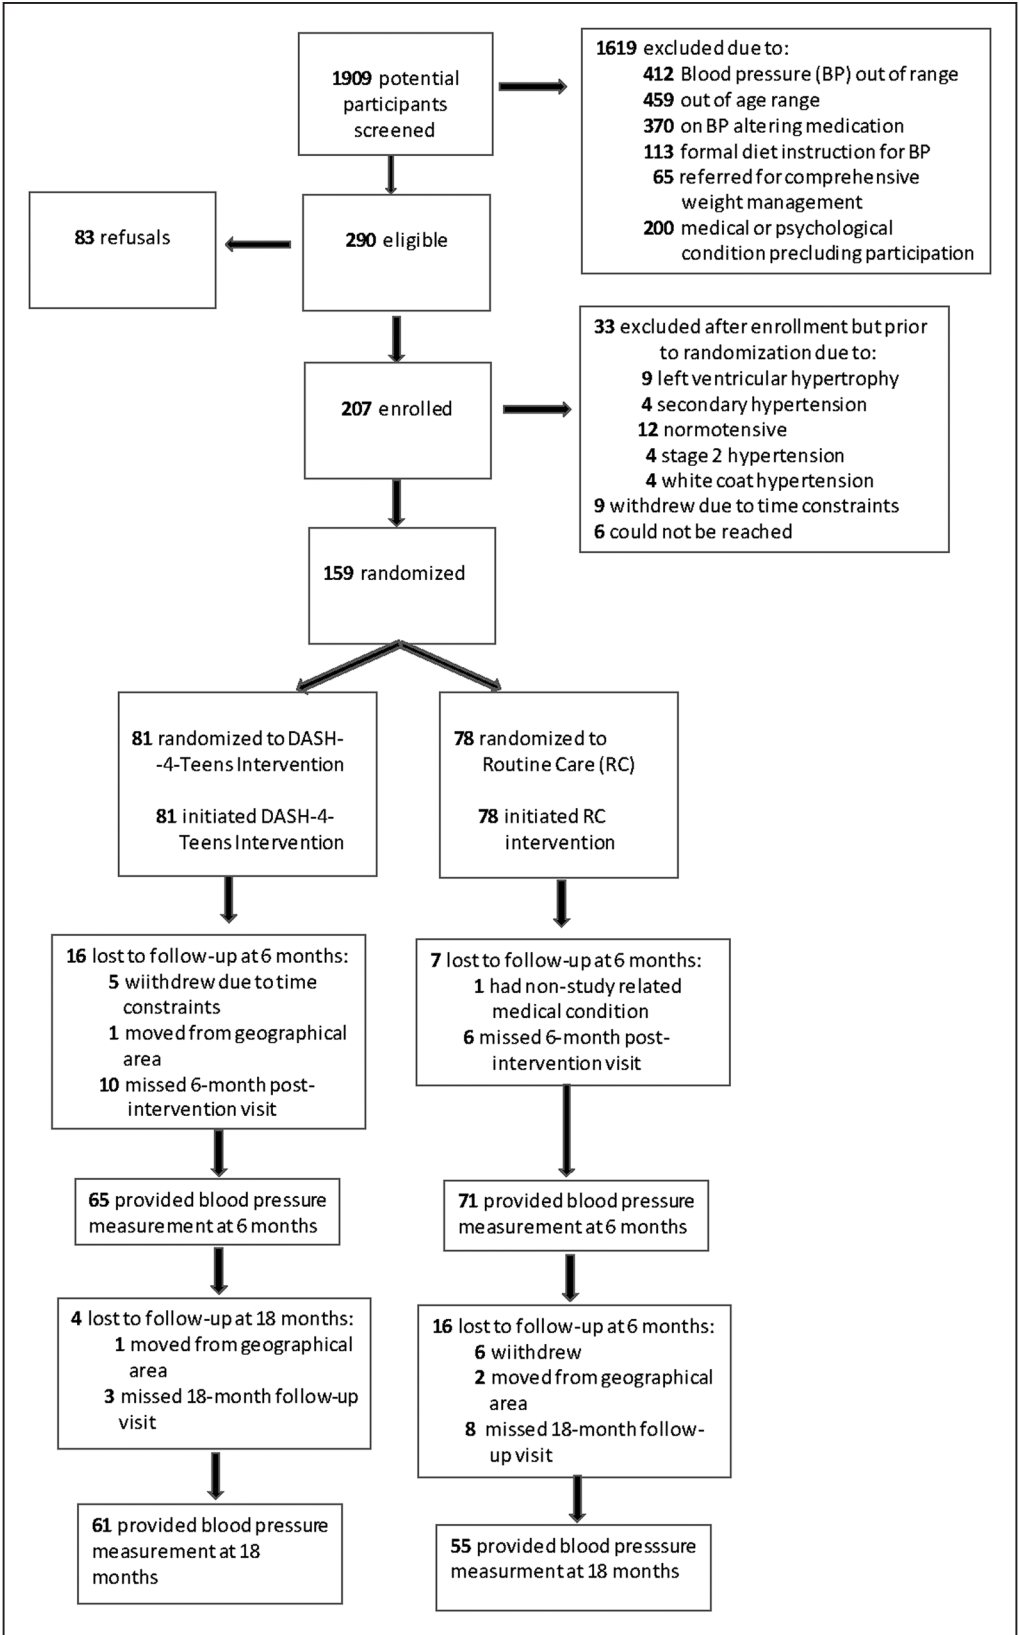 1909 potential
participants
screened
1619 excluded due to:
412 Blood pressure (BP) out of range
459 out of age range
370 on BP altering medication
113 formal diet instruction for BP
65 referred for comprehensive
weight management
200 medical or psychological
condition precluding participation
83 refusals
290 eligible
33 excluded after enrollment but prior
to randomization due to:
9 left ventricular hypertrophy
4 secondary hypertension
12 normotensive
4 stage 2 hypertension
4 white coat hypertension
9 withdrew due to time constraints
6 could not be reached
207 enrolled
159 randomized
81 randomized to DASH-
-4-Teens Intervention
81 initiated DASH-4-
Teens Intervention
78 randomized to
Routine Care (RC)
78 initiated RC
intervention
16 lost to follow-up at 6 months:
5 wiithdrew due to time
constraints
1 moved from geographical
area
10 missed 6-month post-
intervention visit
7 lost to follow-up at 6 months:
1 had non-study related
medical condition
6 missed 6-month post-
intervention visit
65 provided blood pressure
measurement at 6 months
71 provided blood pressure
measurement at 6 months
4 lost to follow-up at 18 months:
1 moved from geographical
area
3 missed 18-month follow-up
visit
16 lost to follow-up at 6 months:
6 wiithdrew
2 moved from geographical
area
8 missed 18-month follow-
up visit
61 provided blood pressure
measurement at 18
months
55 provided blood presssure
measurment at 18 months